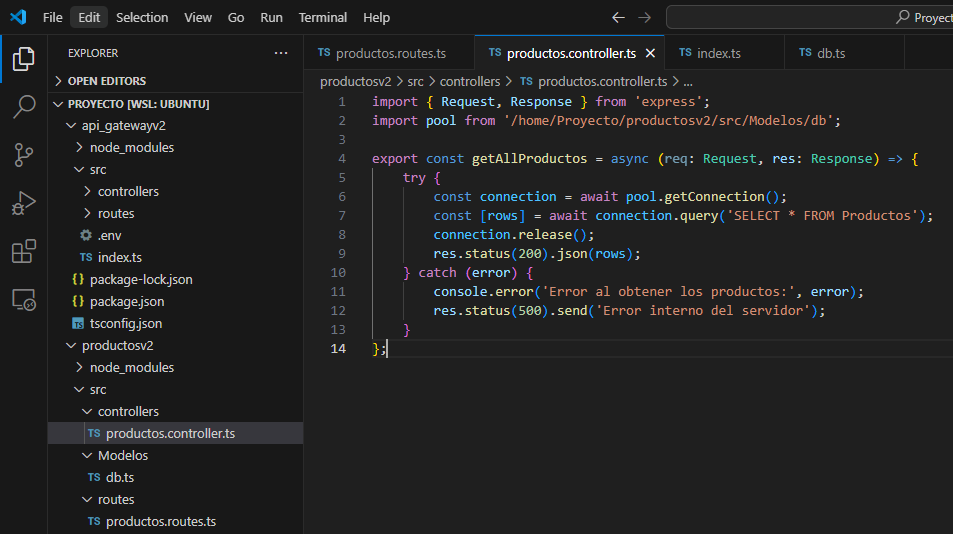 File Edit Selection View Go Run Terminal Help
Proyect
EXPLORER
OPEN EDITORS
PROYECTO [WSL: UBUNTU]
api_gatewayv2
node_modules
src
controllers
routes
.env
TS index.ts
{} package-lock.json
{} package.json
TS tsconfig.json
productosv2
node_modules
src
controllers
TS productos.controller.ts
Modelos
TS db.ts
routes
TS productos.routes.ts
TS productos.routes.ts TS productos.controller.ts TS index.ts TS db.ts
productosv2 > src > controllers > TS productos.controller.ts > ...
1 import { Request, Response } from 'express';
2 import pool from '/home/Proyecto/productosv2/src/Modelos/db';
3
4 export const getAllProductos = async (req: Request, res: Response) => {
5 try {
6 const connection = await pool.getConnection();
7 const [rows] = await connection.query('SELECT * FROM Productos');
8 connection.release();
9 res.status(200).json(rows);
10 } catch (error) {
11 console.error('Error al obtener los productos:', error);
12 res.status(500).send('Error interno del servidor');
13 }
14 };